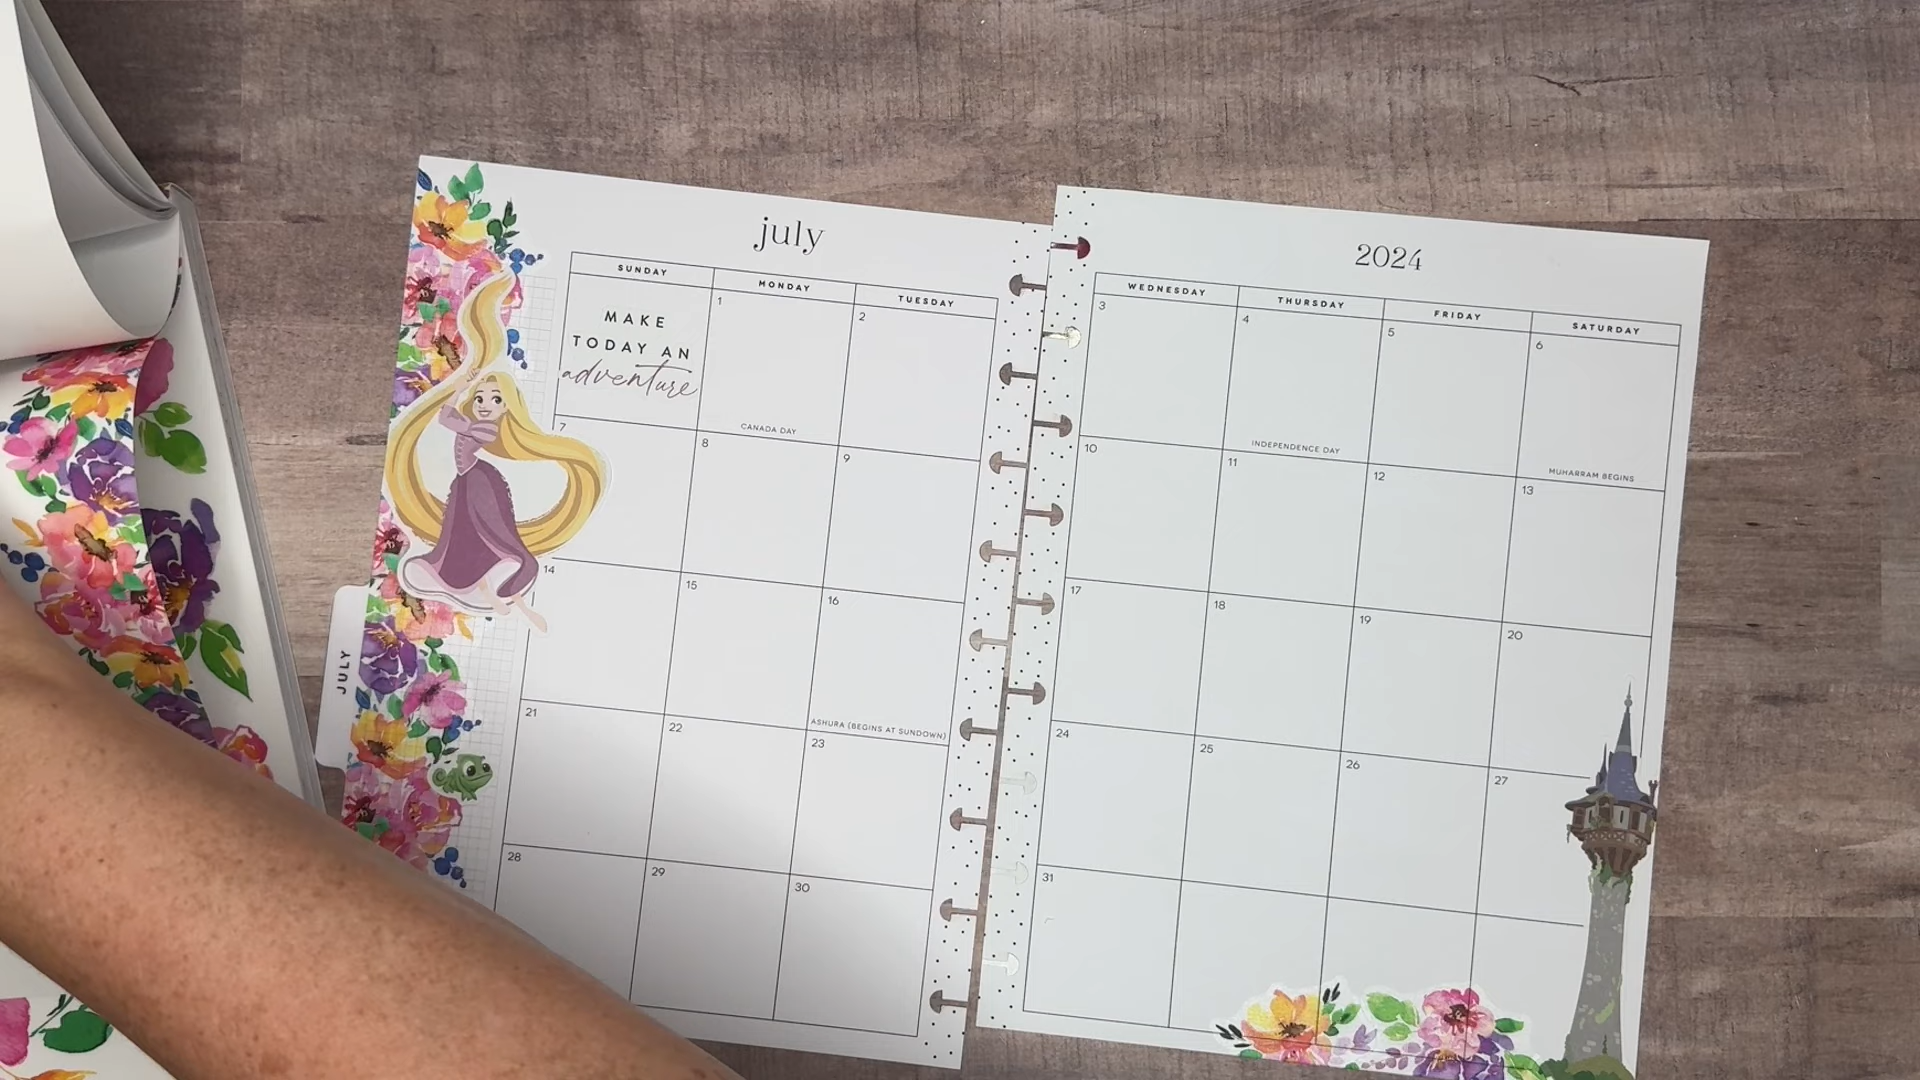 july
2024
SUNDAY
MONDAY
TUESDAY
WEDNESDAY
THURSDAY
FRIDAY
SATURDAY
MAKE
TODAY AN
adventure
1
CANADA DAY
2
3
4
INDEPENDENCE DAY
5
6
MUHARRAM BEGINS
7
8
9
10
11
12
13
14
15
16
ASHURA (BEGINS AT SUNDOWN)
17
18
19
20
JULY
21
22
23
24
25
26
27
28
29
30
31